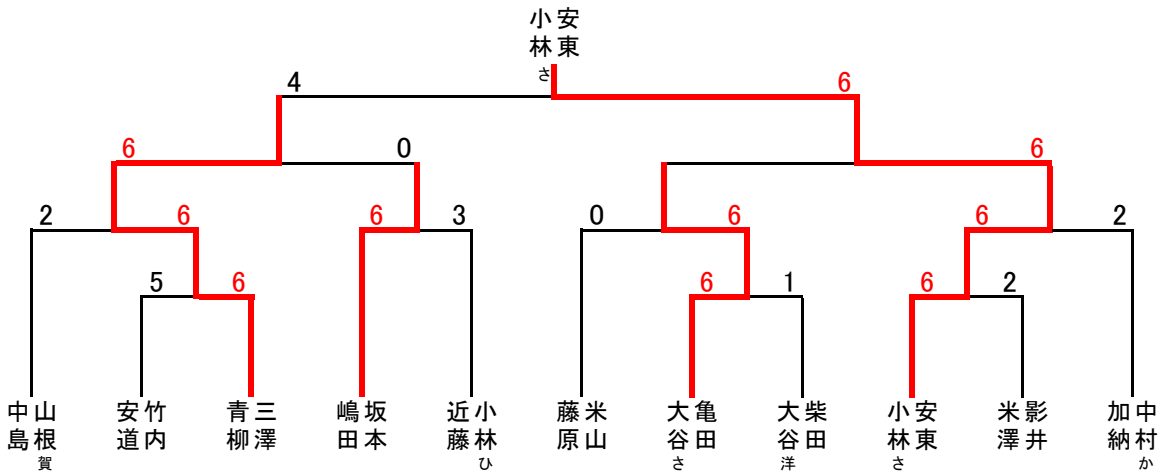 安東
小林さ
4
6
6
0
6
2
6
6
3
0
6
6
2
5
6
6
1
6
2
山根賀
中島
竹内
安道
三澤
青柳
坂本
嶋田
小林ひ
近藤
米山
藤原
亀田
大谷さ
柴田
大谷洋
安東
小林さ
影井
米澤
中村か
加納